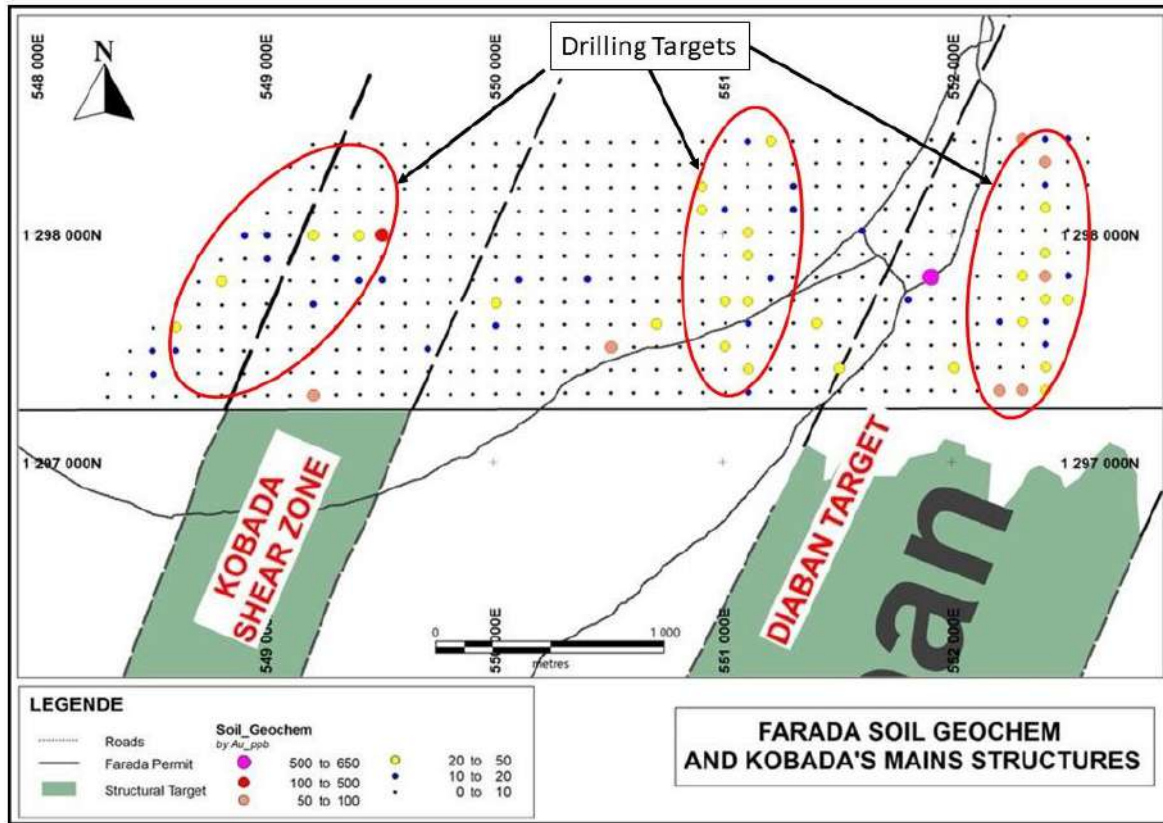 Drilling Targets
N
548 000E
549 000E
550 000E
551
552 000E
1 298 000N
1 298 000N
1 297 000N
1 297 000N
KOBADA
SHEAR ZONE
DIABAN TARGET
ban
549 000E
550 000E
551 000E
552 000E
0 1 000
metres
LEGENDE
Roads
Farada Permit
Structural Target
Soil_Geochem
by Au_ppb
500 to 650
100 to 500
50 to 100
20 to 50
10 to 20
0 to 10
FARADA SOIL GEOCHEM
AND KOBADA'S MAINS STRUCTURES